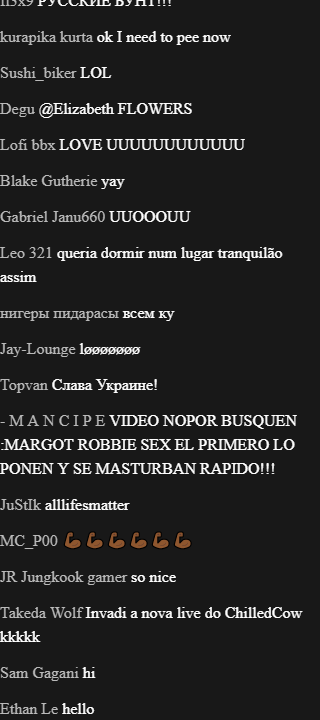 РУССКИЕ БУНТ!!!
kurapika kurta ok I need to pee now
Sushi_biker LOL
Degu @Elizabeth FLOWERS
Lofi bbx LOVE UUUUUUUUUUUU
Blake Gutherie yay
Gabriel Janu660 UUOOOUU
Leo 321 queria dormir num lugar tranquilão
assim
нигеры пидарасы всем ку
Jay-Lounge løøøøøøø
Topvan Слава Украине!
- M A N C I P E VIDEO NOPOR BUSQUEN
:MARGOT ROBBIE SEX EL PRIMERO LO
PONEN Y SE MASTURBAN RAPIDO!!!
JuStIk alllifesmatter
MC_P00 💪🏾💪🏾💪🏾💪🏾💪🏾💪🏾
JR Jungkook gamer so nice
Takeda Wolf Invadi a nova live do ChilledCow
kkkkk
Sam Gagani hi
Ethan Le hello